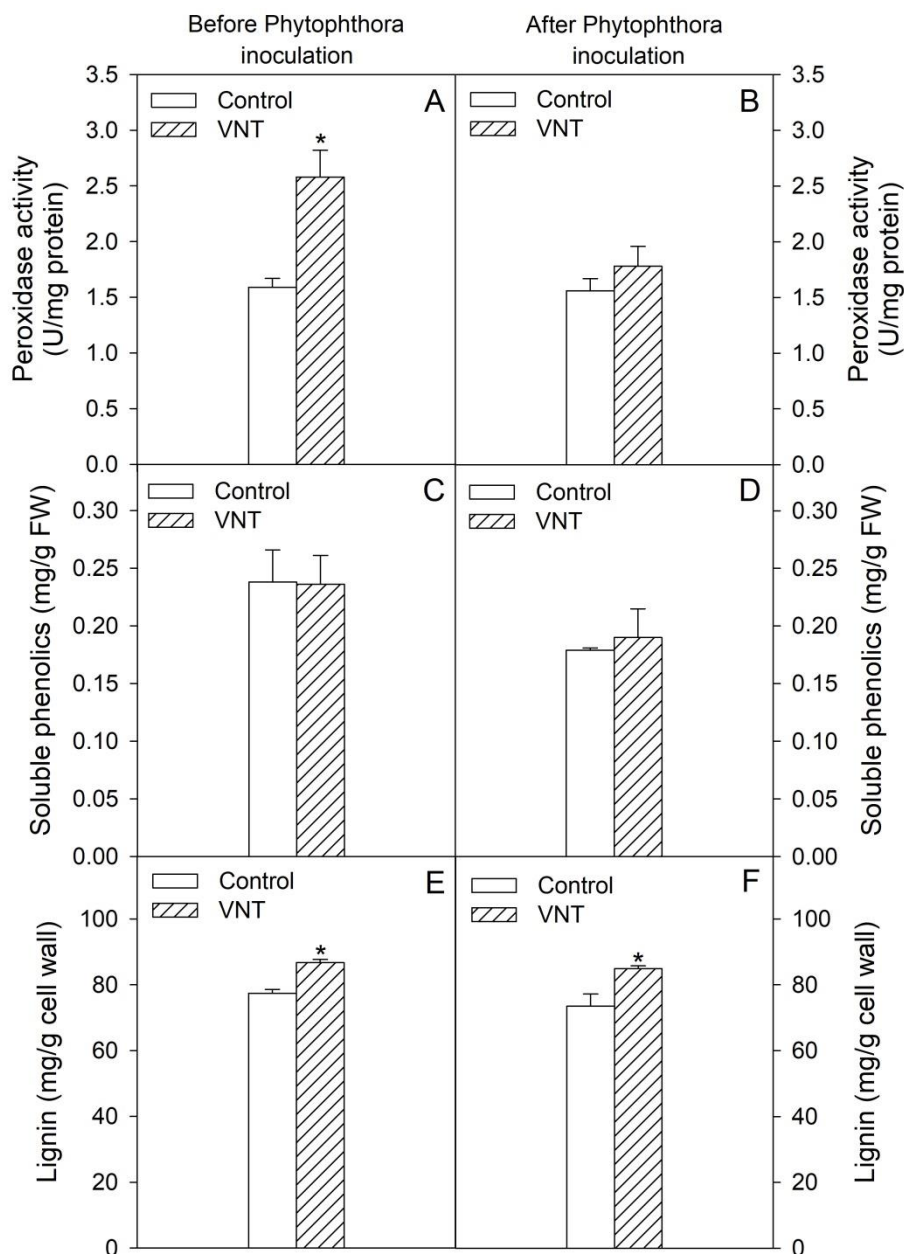 Before Phytophthora
inoculation
After Phytophthora
inoculation
Peroxidase activity
(U/mg protein)
3.5
3.0
2.5
2.0
1.5
1.0
0.5
0.0
Control
VNT
A
*
Control
VNT
B
3.5
3.0
2.5
2.0
1.5
1.0
0.5
0.0
Peroxidase activity
(U/mg protein)
Soluble phenolics (mg/g FW)
0.30
0.25
0.20
0.15
0.10
0.05
0.00
Control
VNT
C
Control
VNT
D
0.30
0.25
0.20
0.15
0.10
0.05
0.00
Soluble phenolics (mg/g FW)
Lignin (mg/g cell wall)
100
80
60
40
20
0
Control
VNT
E
*
Control
VNT
F
*
100
80
60
40
20
0
Lignin (mg/g cell wall)